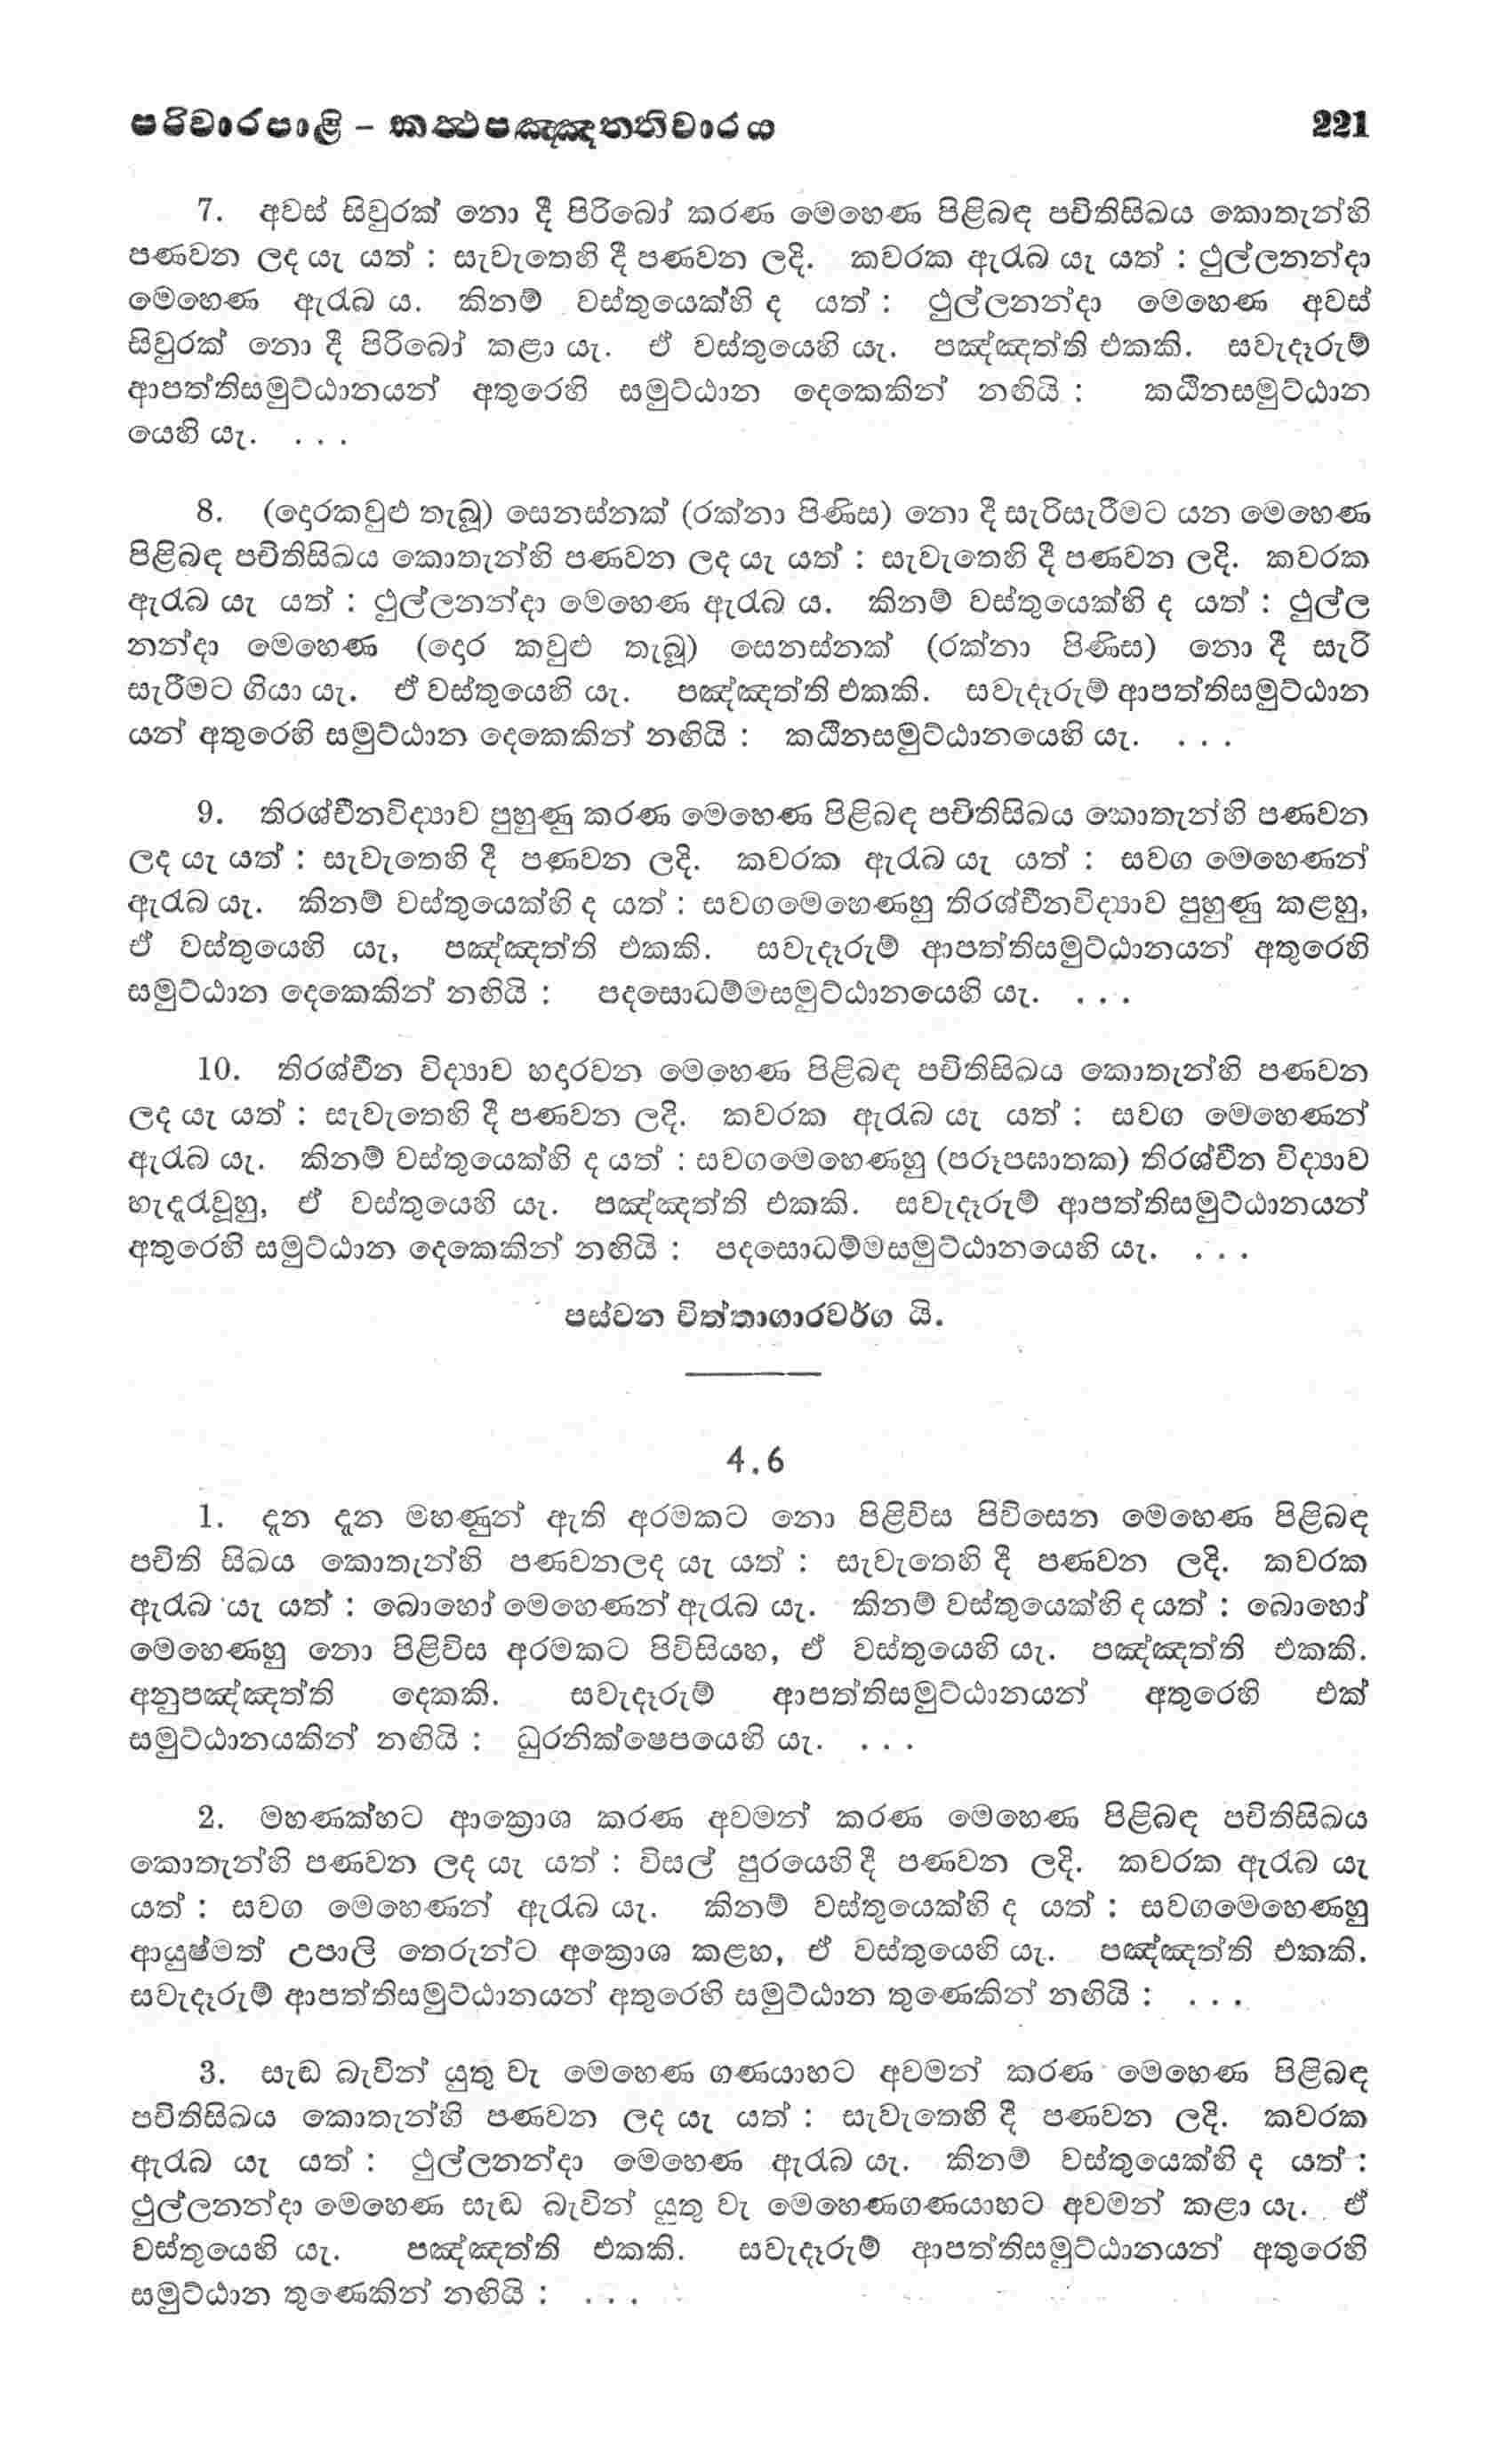 පරිවාරපාළි – කත්ථපඤ්ඤත්තිවාරය 221
7. අවස් සිවුරක් නො දී පිරිබෝ කරණ මෙහෙණ පිළිබඳ පචිතිසිඛය කොතැන්හි
පණවන ලද යැ යත් : සැවැතෙහි දී පණවන ලදි. කවරක ඇරැබ යැ යත් : ථුල්ලනන්දා
මෙහෙණ ඇරැබ ය. කිනම් වස්තුයෙක්හි ද යත් : ථුල්ලනන්දා මෙහෙණ අවස්
සිවුරක් නො දී පිරිබෝ කළා යැ. ඒ වස්තුයෙහි යැ. පඤ්ඤත්ති එකකි. සවැදෑරුම්
ආපත්තිසමුට්ඨානයන් අතුරෙහි සමුට්ඨාන දෙකෙකින් නඟියි : කඨිනසමුට්ඨාන
යෙහි යැ. . . .
8. (දොරකවුළු තැබූ) සෙනස්නක් (රක්නා පිණිස) නො දී සැරිසැරීමට යන මෙහෙණ
පිළිබඳ පචිතිසිඛය කොතැන්හි පණවන ලද යැ යත් : සැවැතෙහි දී පණවන ලදි. කවරක
ඇරැබ යැ යත් : ථුල්ලනන්දා මෙහෙණ ඇරැබ ය. කිනම් වස්තුයෙක්හි ද යත් : ථුල්ල
නන්දා මෙහෙණ (දොර කවුළු තැබූ) සෙනස්නක් (රක්නා පිණිස) නො දී සැරි
සැරීමට ගියා යැ. ඒ වස්තුයෙහි යැ. පඤ්ඤත්ති එකකි. සවැදෑරුම් ආපත්තිසමුට්ඨාන
යන් අතුරෙහි සමුට්ඨාන දෙකෙකින් නඟියි : කඨිනසමුට්ඨානයෙහි යැ. . . .
9. තිරශ්චීනවිද්‍යාව පුහුණු කරණ මෙහෙණ පිළිබඳ පචිතිසිඛය කොතැන්හි පණවන
ලද යැ යත් : සැවැතෙහි දී පණවන ලදි. කවරක ඇරැබ යැ යත් : සවග මෙහෙණන්
ඇරැබ යැ. කිනම් වස්තුයෙක්හි ද යත් : සවගමෙහෙණහු තිරශ්චීනවිද්‍යාව පුහුණු කළහු,
ඒ වස්තුයෙහි යැ, පඤ්ඤත්ති එකකි. සවැදෑරුම් ආපත්තිසමුට්ඨානයන් අතුරෙහි
සමුට්ඨාන දෙකෙකින් නඟියි : පදසොධම්මසමුට්ඨානයෙහි යැ. . . .
10. තිරශ්චීන විද්‍යාව හදාරවන මෙහෙණ පිළිබඳ පචිතිසිඛය කොතැන්හි පණවන
ලද යැ යත් : සැවැතෙහි දී පණවන ලදි. කවරක ඇරැබ යැ යත් : සවග මෙහෙණන්
ඇරැබ යැ. කිනම් වස්තුයෙක්හි ද යත් : සවගමෙහෙණහු (පරූපඝාතක) තිරශ්චීන විද්‍යාව
හැදෑරැවූහු, ඒ වස්තුයෙහි යැ. පඤ්ඤත්ති එකකි. සවැදෑරුම් ආපත්තිසමුට්ඨානයන්
අතුරෙහි සමුට්ඨාන දෙකෙකින් නඟියි : පදසොධම්මසමුට්ඨානයෙහි යැ. . . .
පස්වන චිත්තාගාරවර්ග යි.
4.6
1. දැන දැන මහණුන් ඇති අරමකට නො පිළිවිස පිවිසෙන මෙහෙණ පිළිබඳ
පචිති සිඛය කොතැන්හි පණවනලද යැ යත් : සැවැතෙහි දී පණවන ලදි. කවරක
ඇරැබ යැ යත් : බොහෝ මෙහෙණන් ඇරැබ යැ. කිනම් වස්තුයෙක්හි ද යත් : බොහෝ
මෙහෙණහු නො පිළිවිස අරමකට පිවිසියහ, ඒ වස්තුයෙහි යැ. පඤ්ඤත්ති එකකි.
අනුපඤ්ඤත්ති දෙකකි. සවැදෑරුම් ආපත්තිසමුට්ඨානයන් අතුරෙහි එක්
සමුට්ඨානයකින් නඟියි : ධුරනික්ෂෙපයෙහි යැ. . . .
2. මහණක්හට ආක්‍රොශ කරණ අවමන් කරණ මෙහෙණ පිළිබඳ පචිතිසිඛය
කොතැන්හි පණවන ලද යැ යත් : විසල් පුරයෙහි දී පණවන ලදි. කවරක ඇරැබ යැ
යත් : සවග මෙහෙණන් ඇරැබ යැ. කිනම් වස්තුයෙක්හි ද යත් : සවගමෙහෙණහු
ආයුෂ්මත් උපාලි තෙරුන්ට අක්‍රොශ කළහ, ඒ වස්තුයෙහි යැ. පඤ්ඤත්ති එකකි.
සවැදෑරුම් ආපත්තිසමුට්ඨානයන් අතුරෙහි සමුට්ඨාන තුණෙකින් නඟියි : . . .
3. සැඬ බැවින් යුතු වැ මෙහෙණ ගණයාහට අවමන් කරණ මෙහෙණ පිළිබඳ
පචිතිසිඛය කොතැන්හි පණවන ලද යැ යත් : සැවැතෙහි දී පණවන ලදි. කවරක
ඇරැබ යැ යත් : ථුල්ලනන්දා මෙහෙණ ඇරැබ යැ. කිනම් වස්තුයෙක්හි ද යත් :
ථුල්ලනන්දා මෙහෙණ සැඬ බැවින් යුතු වැ මෙහෙණගණයාහට අවමන් කළා යැ. ඒ
වස්තුයෙහි යැ. පඤ්ඤත්ති එකකි. සවැදෑරුම් ආපත්තිසමුට්ඨානයන් අතුරෙහි
සමුට්ඨාන තුණෙකින් නඟියි : . . .